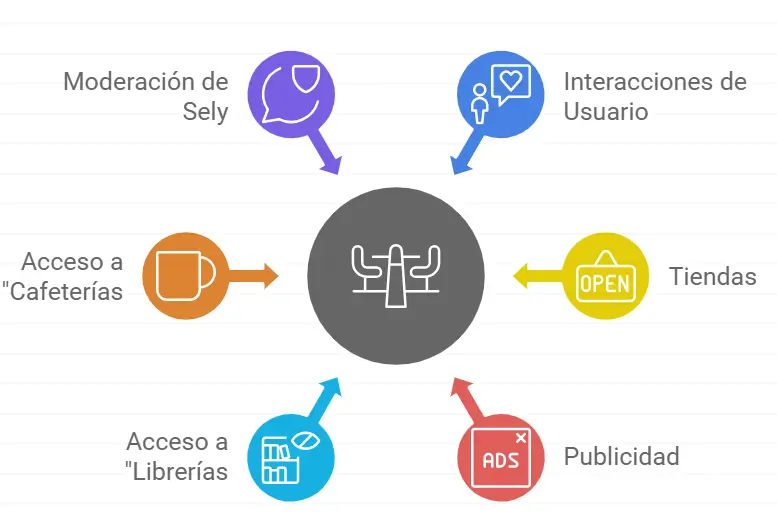 Moderación de
Sely
Interacciones de
Usuario
Acceso a
"Cafeterías
OPEN
Tiendas
Acceso a
"Librerías
ADS
Publicidad